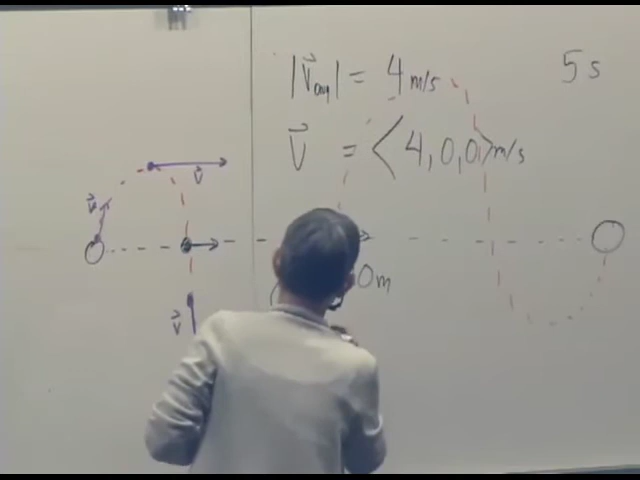 |v⃗avg| = 4 m/s
5 s
v⃗ = <4,0,0> m/s
v⃗
v⃗
0m
v⃗